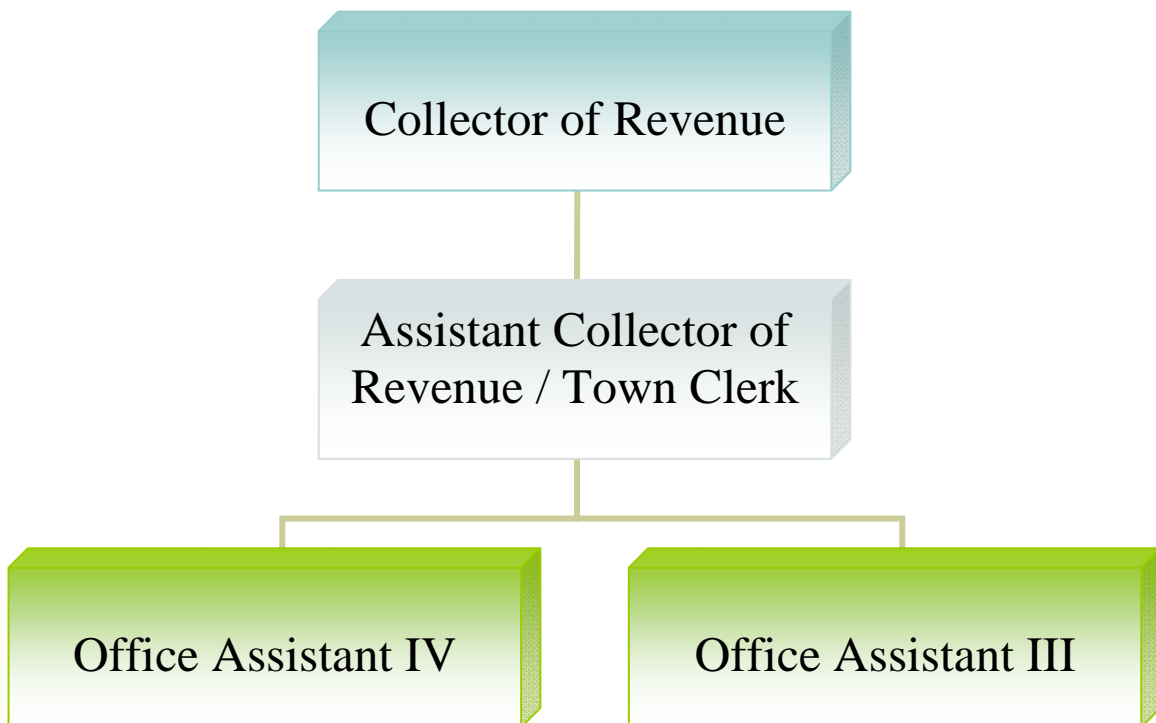 Collector of Revenue
Assistant Collector of
Revenue / Town Clerk
Office Assistant IV
Office Assistant III